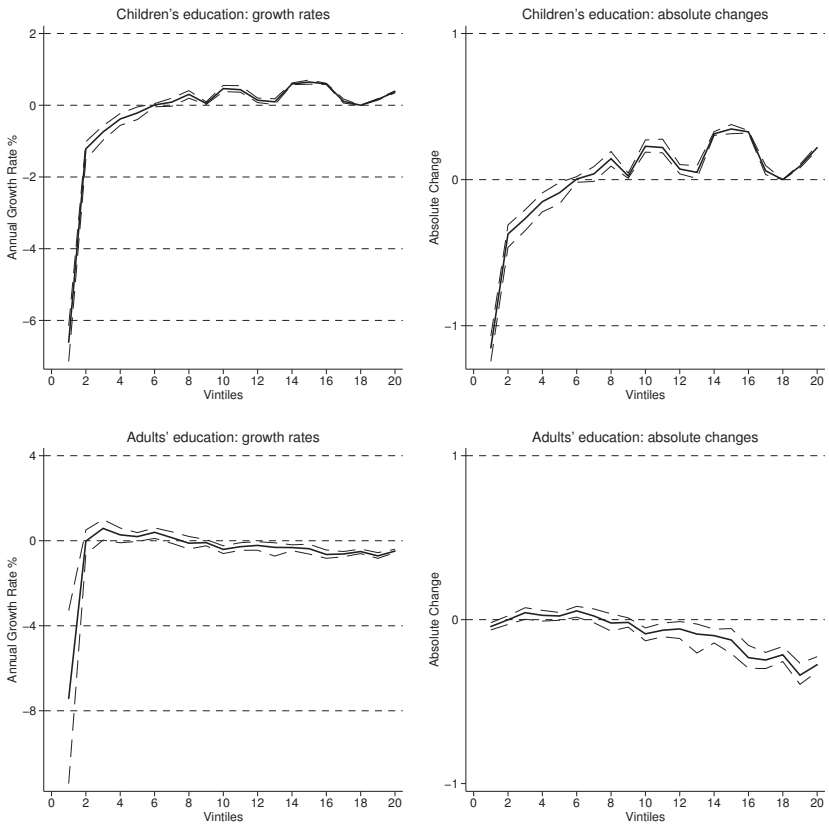 Children’s education: growth rates
2
0
−2
−4
−6
Annual Growth Rate %
0 2 4 6 8 10 12 14 16 18 20
Vintiles
Children’s education: absolute changes
1
0
−1
Absolute Change
0 2 4 6 8 10 12 14 16 18 20
Vintiles
Adults’ education: growth rates
4
0
−4
−8
Annual Growth Rate %
0 2 4 6 8 10 12 14 16 18 20
Vintiles
Adults’ education: absolute changes
1
0
−1
Absolute Change
0 2 4 6 8 10 12 14 16 18 20
Vintiles